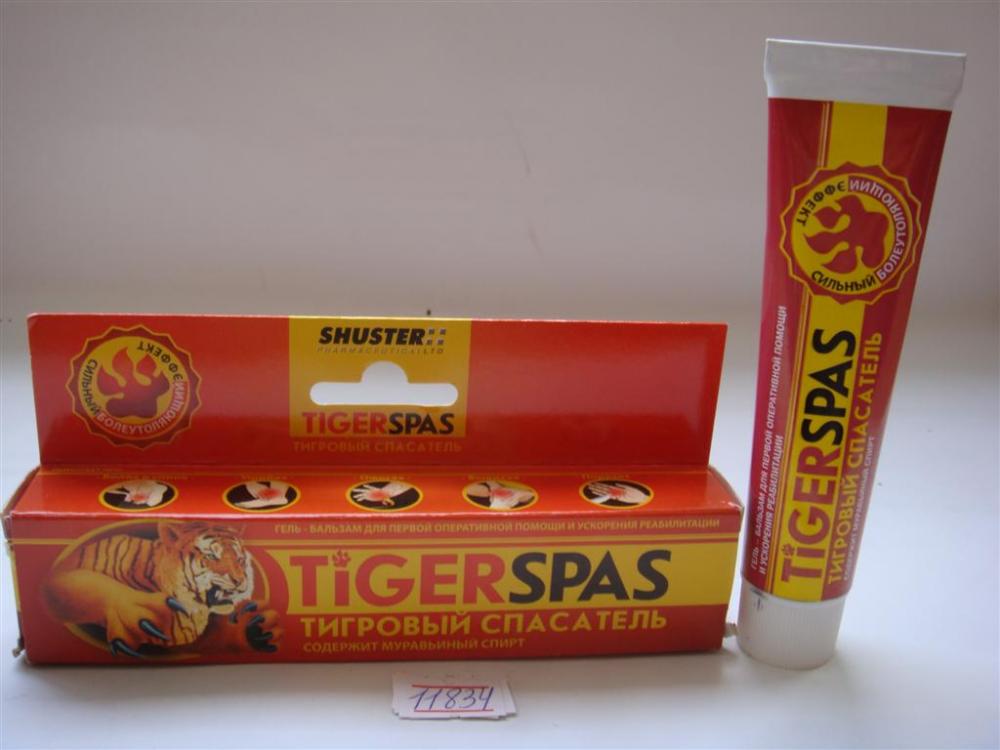 SHUSTER
PHARMACEUTICAL LTD
TIGERSPAS
ТИГРОВЫЙ СПАСАТЕЛЬ
СИЛЬНЫЙ БОЛЕУТОЛЯЮЩИЙ ЭФФЕКТ
ГЕЛЬ - БАЛЬЗАМ ДЛЯ ПЕРВОЙ ОПЕРАТИВНОЙ ПОМОЩИ И УСКОРЕНИЯ РЕАБИЛИТАЦИИ
TIGERSPAS
ТИГРОВЫЙ СПАСАТЕЛЬ
СОДЕРЖИТ МУРАВЬИНЫЙ СПИРТ
11834
СИЛЬНЫЙ БОЛЕУТОЛЯЮЩИЙ ЭФФЕКТ
ГЕЛЬ - БАЛЬЗАМ ДЛЯ ПЕРВОЙ ОПЕРАТИВНОЙ ПОМОЩИ
И УСКОРЕНИЯ РЕАБИЛИТАЦИИ
TIGERSPAS
ТИГРОВЫЙ СПАСАТЕЛЬ
СОДЕРЖИТ МУРАВЬИНЫЙ СПИРТ